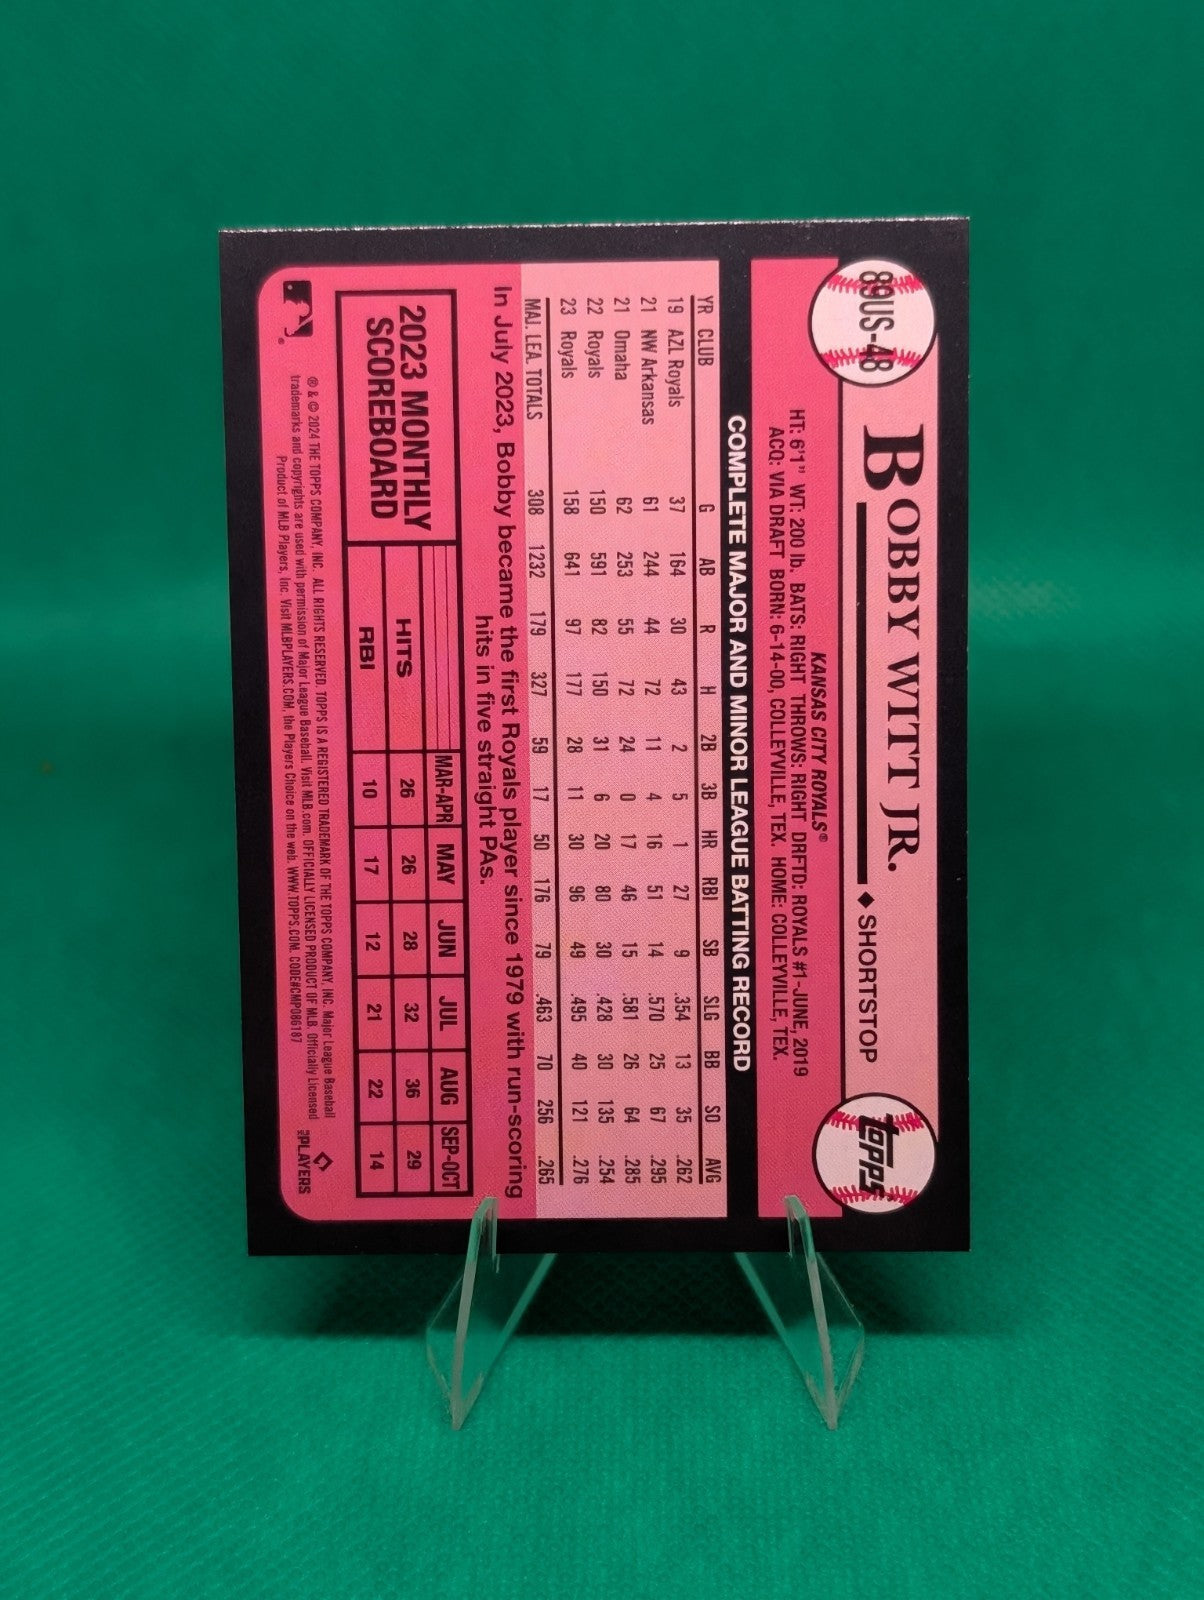 89US-48
BOBBY WITT JR.
◆ SHORTSTOP
topps
KANSAS CITY ROYALS®
HT: 6'1" WT: 200 lb. BATS: RIGHT THROWS: RIGHT DRFTD: ROYALS #1-JUNE, 2019
ACQ: VIA DRAFT BORN: 6-14-00, COLLEYVILLE, TEX. HOME: COLLEYVILLE, TEX.
COMPLETE MAJOR AND MINOR LEAGUE BATTING RECORD
YR CLUB G AB R H 2B 3B HR RBI SB SLG BB SO AVG
19 AZL Royals 37 164 30 43 2 5 1 27 9 .354 13 35 .262
21 NW Arkansas 61 244 44 72 11 4 16 51 14 .570 25 67 .295
21 Omaha 62 253 55 72 24 0 17 46 15 .581 26 64 .285
22 Royals 150 591 82 150 31 6 20 80 30 .428 30 135 .254
23 Royals 158 641 97 177 28 11 30 96 49 .495 40 121 .276
MAJ. LEA. TOTALS 308 1232 179 327 59 17 50 176 79 .463 70 256 .265
In July 2023, Bobby became the first Royals player since 1979 with run-scoring
hits in five straight PAs.
2023 MONTHLY
SCOREBOARD
MAR-APR MAY JUN JUL AUG SEP-OCT
HITS 26 26 28 32 36 29
RBI 10 17 12 21 22 14
® & © 2024 THE TOPPS COMPANY, INC. ALL RIGHTS RESERVED. TOPPS IS A REGISTERED TRADEMARK OF THE TOPPS COMPANY, INC. Major League Baseball
trademarks and copyrights are used with permission of Major League Baseball. Visit MLB.com. OFFICIALLY LICENSED PRODUCT OF MLB. Officially Licensed
Product of MLB Players, Inc. Visit MLBPLAYERS.COM, the Players Choice on the web. WWW.TOPPS.COM. CODE#CMP086187
®
MLB PLAYERS